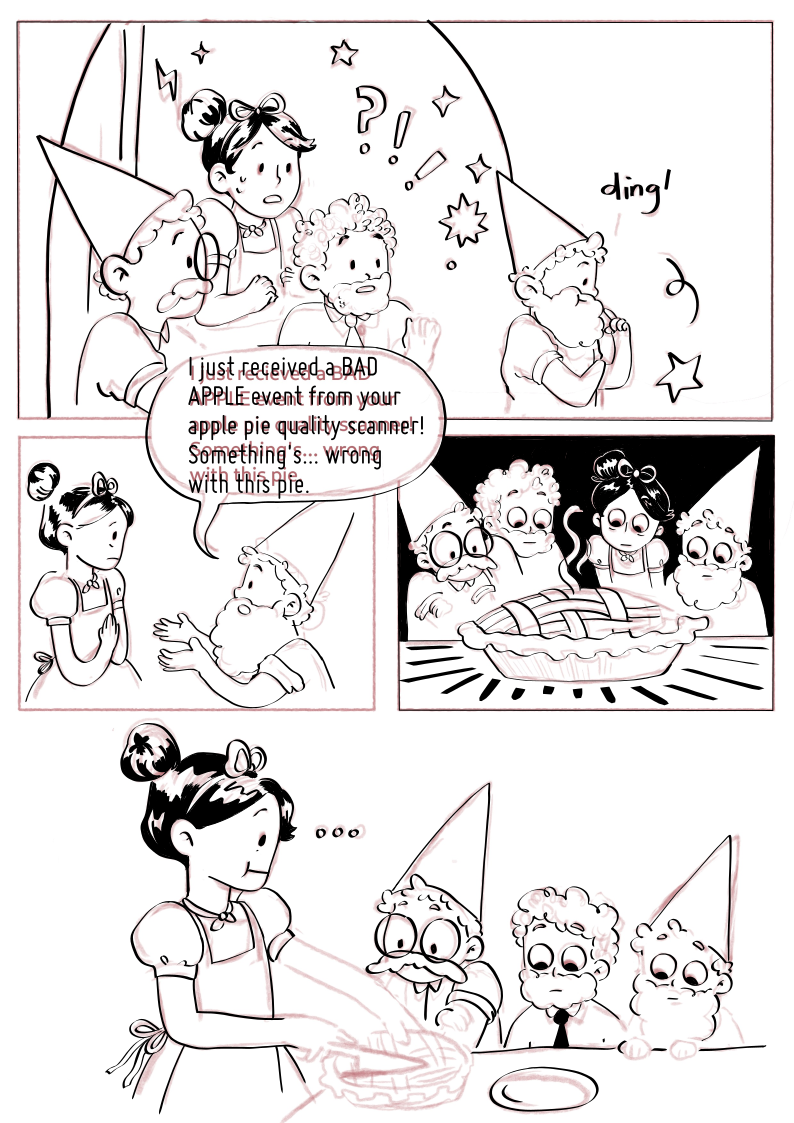 ?!!
ding!
I just received a BAD
APPLE event from your
apple pie quality scanner!
Something's... wrong
with this pie.